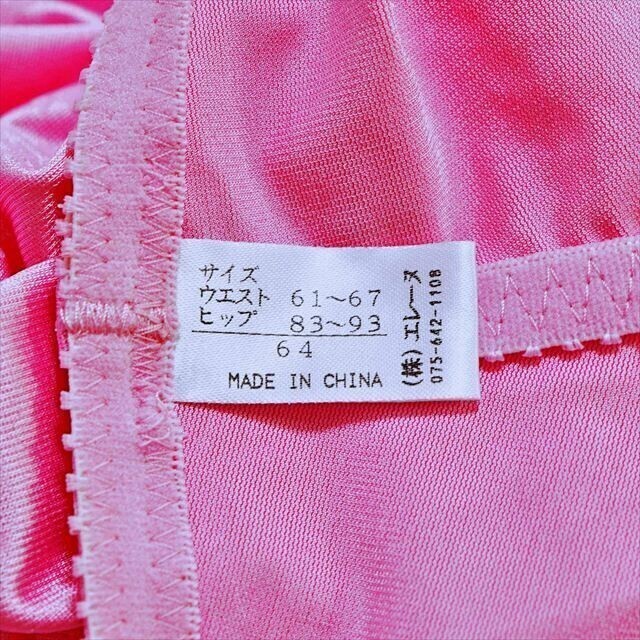 サイズ
ウエスト 61〜67
ヒップ 83〜93
64
MADE IN CHINA
(株)エレーヌ
075-642-1108